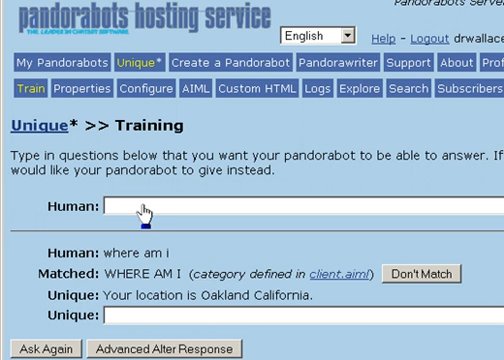 Pandorabots Serve
pandorabots hosting service
THE LEADER IN CHATBOT SOFTWARE
English Help - Logout drwallace
My Pandorabots Unique* Create a Pandorabot Pandorawriter Support About Prof
Train Properties Configure AIML Custom HTML Logs Explore Search Subscribers
Unique* >> Training
Type in questions below that you want your pandorabot to be able to answer. If
would like your pandorabot to give instead.
Human:
Human: where am i
Matched: WHERE AM I (category defined in client.aiml) Don't Match
Unique: Your location is Oakland California.
Unique:
Ask Again Advanced Alter Response